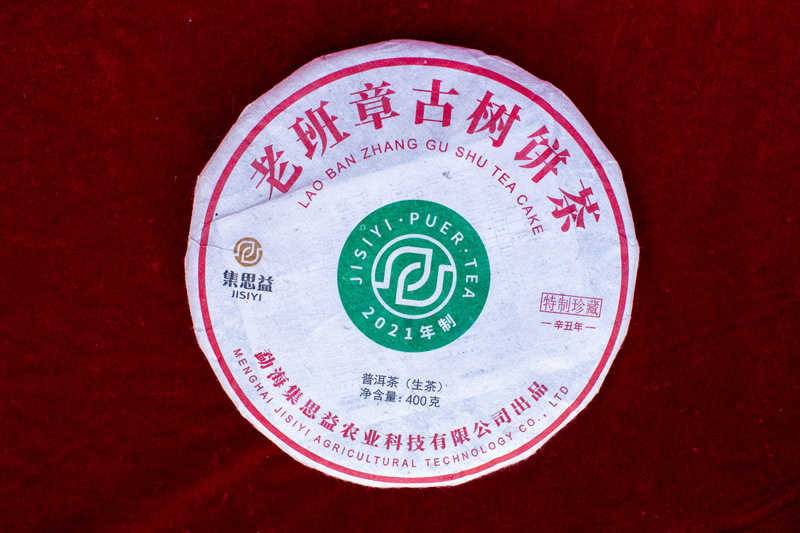 老班章古树饼茶
LAO BAN ZHANG GU SHU TEA CAKE
JISIYI·PUER·TEA
2021年制
集思益
JISIYI
特制珍藏
辛丑年
普洱茶（生茶）
净含量：400克
勐海集思益农业科技有限公司出品
MENGHAI JISIYI AGRICULTURAL TECHNOLOGY CO., LTD